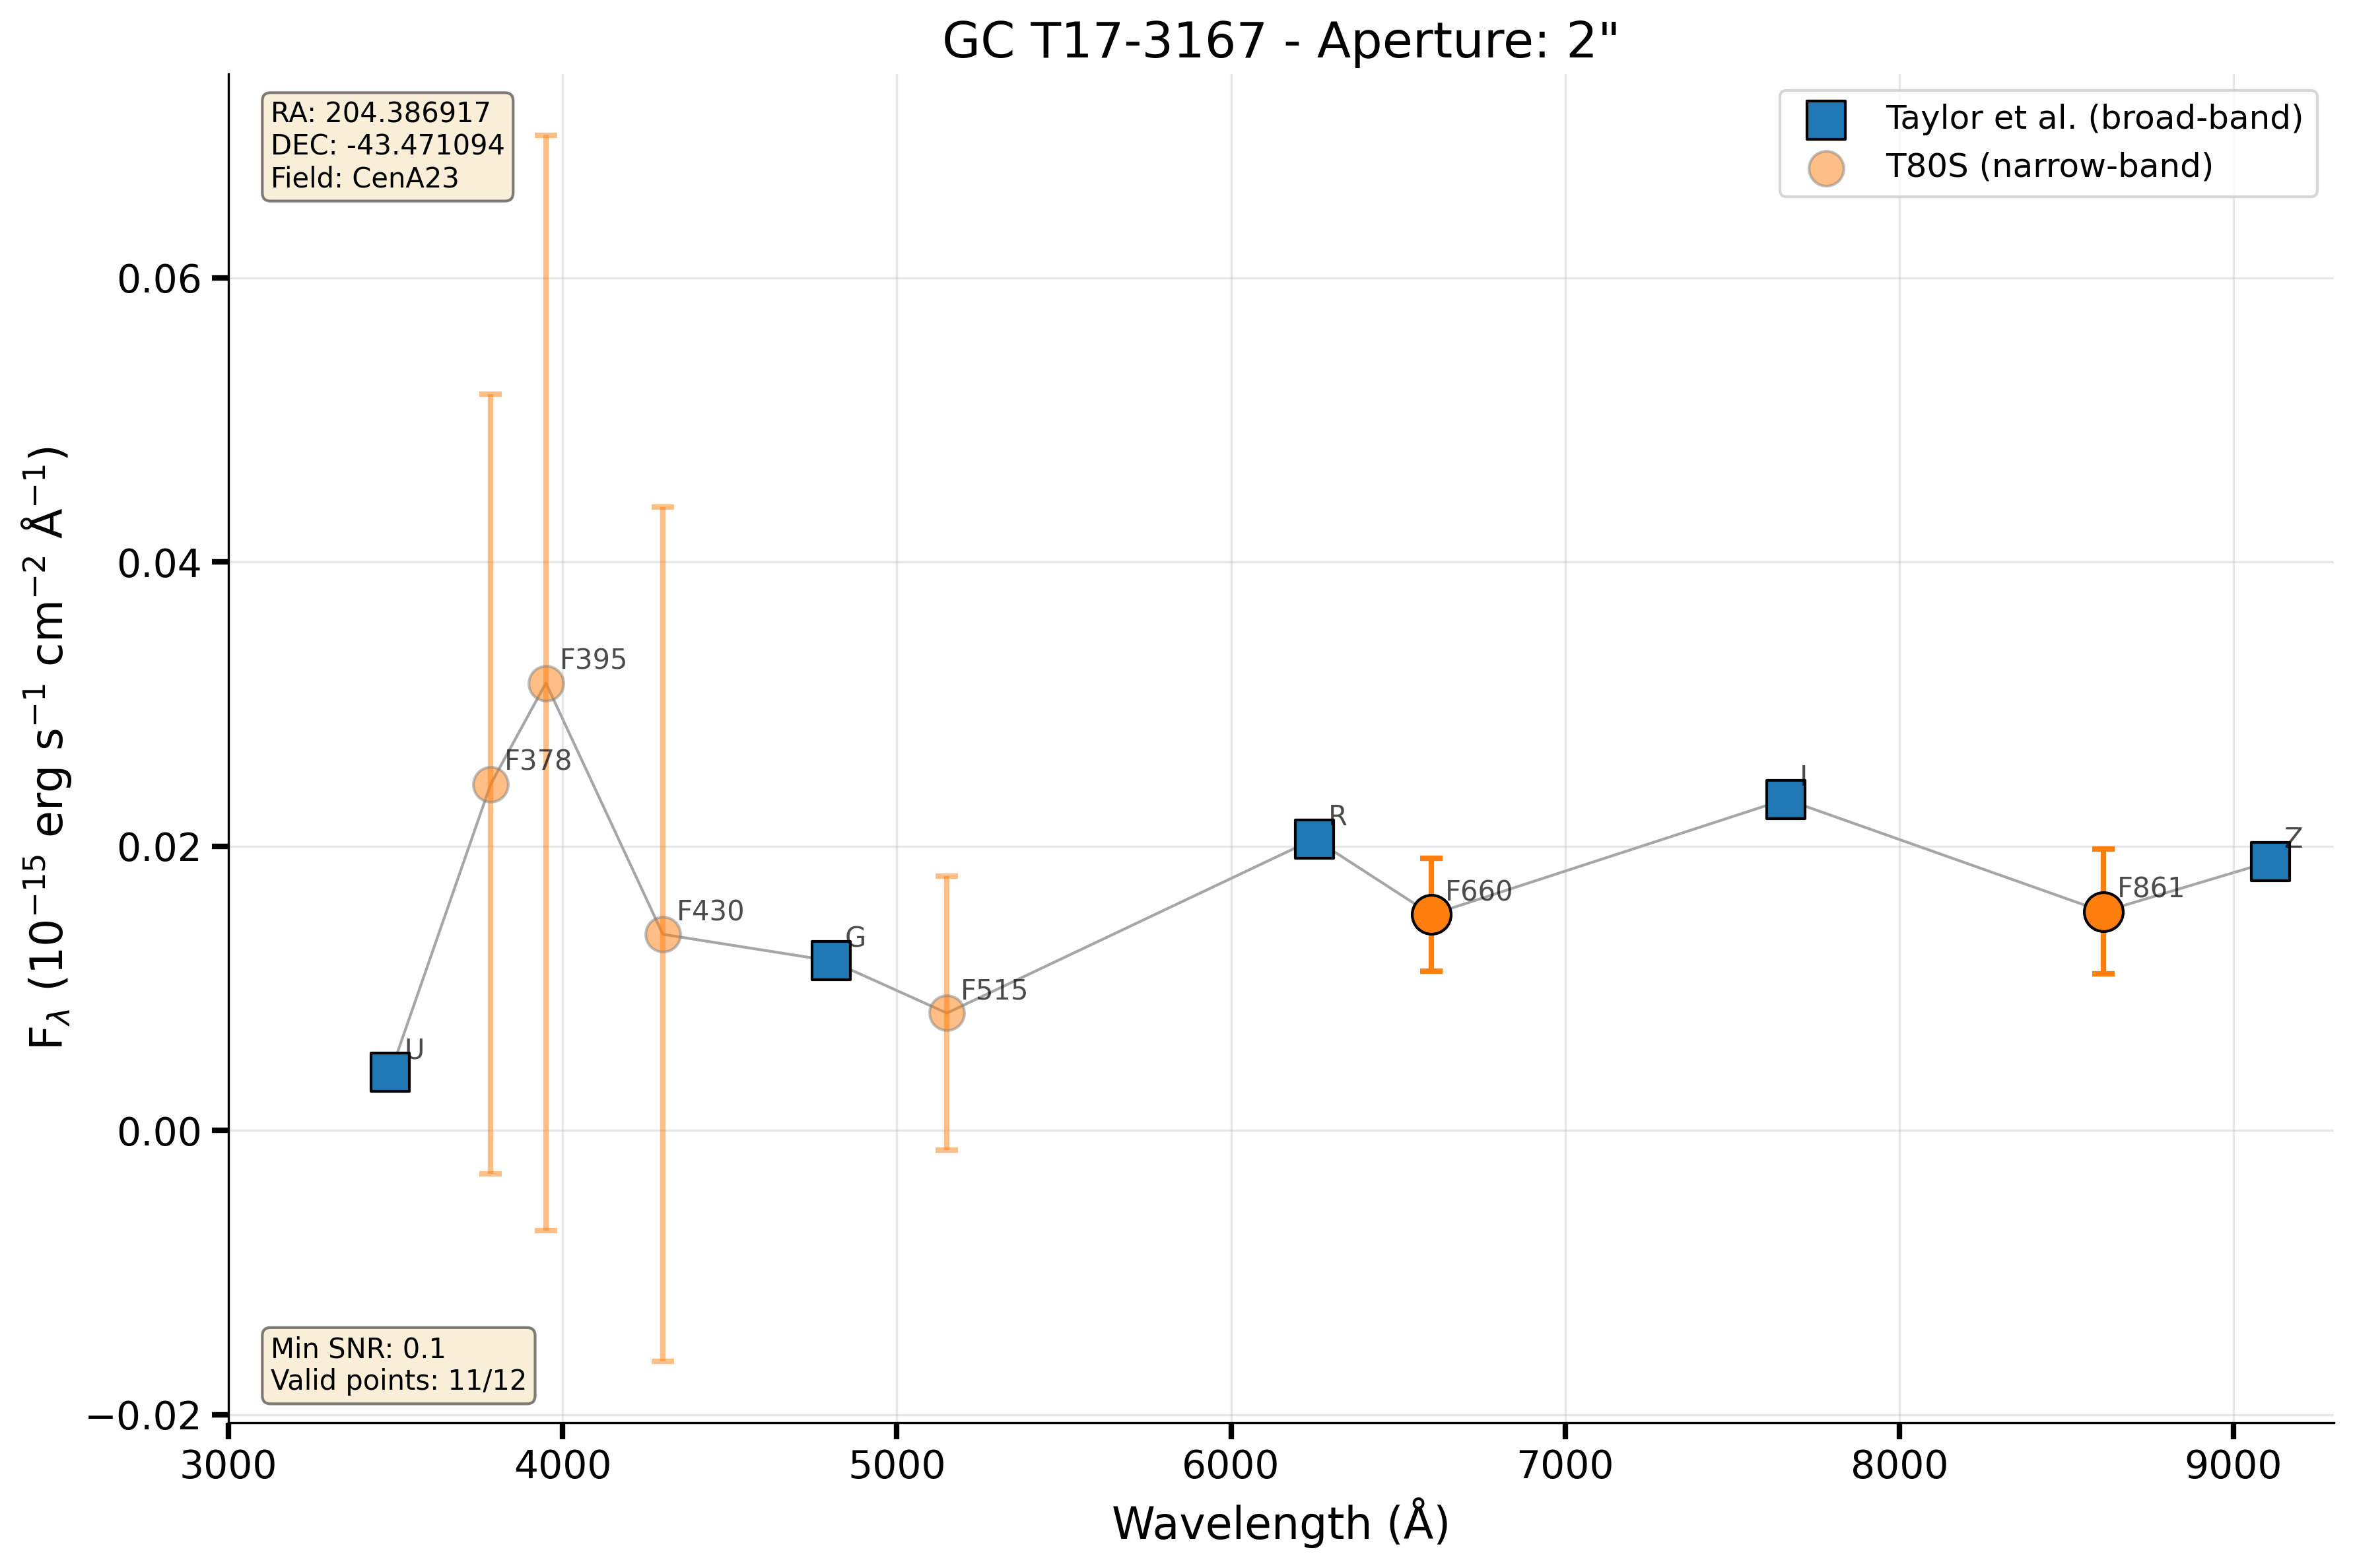 GC T17-3167 - Aperture: 2"
RA: 204.386917
DEC: -43.471094
Field: CenA23
Taylor et al. (broad-band)
T80S (narrow-band)
0.06
0.04
0.02
0.00
−0.02
F_λ (10⁻¹⁵ erg s⁻¹ cm⁻² Å⁻¹)
F395
F378
F430
U
G
F515
R
F660
I
F861
Z
Min SNR: 0.1
Valid points: 11/12
3000 4000 5000 6000 7000 8000 9000
Wavelength (Å)